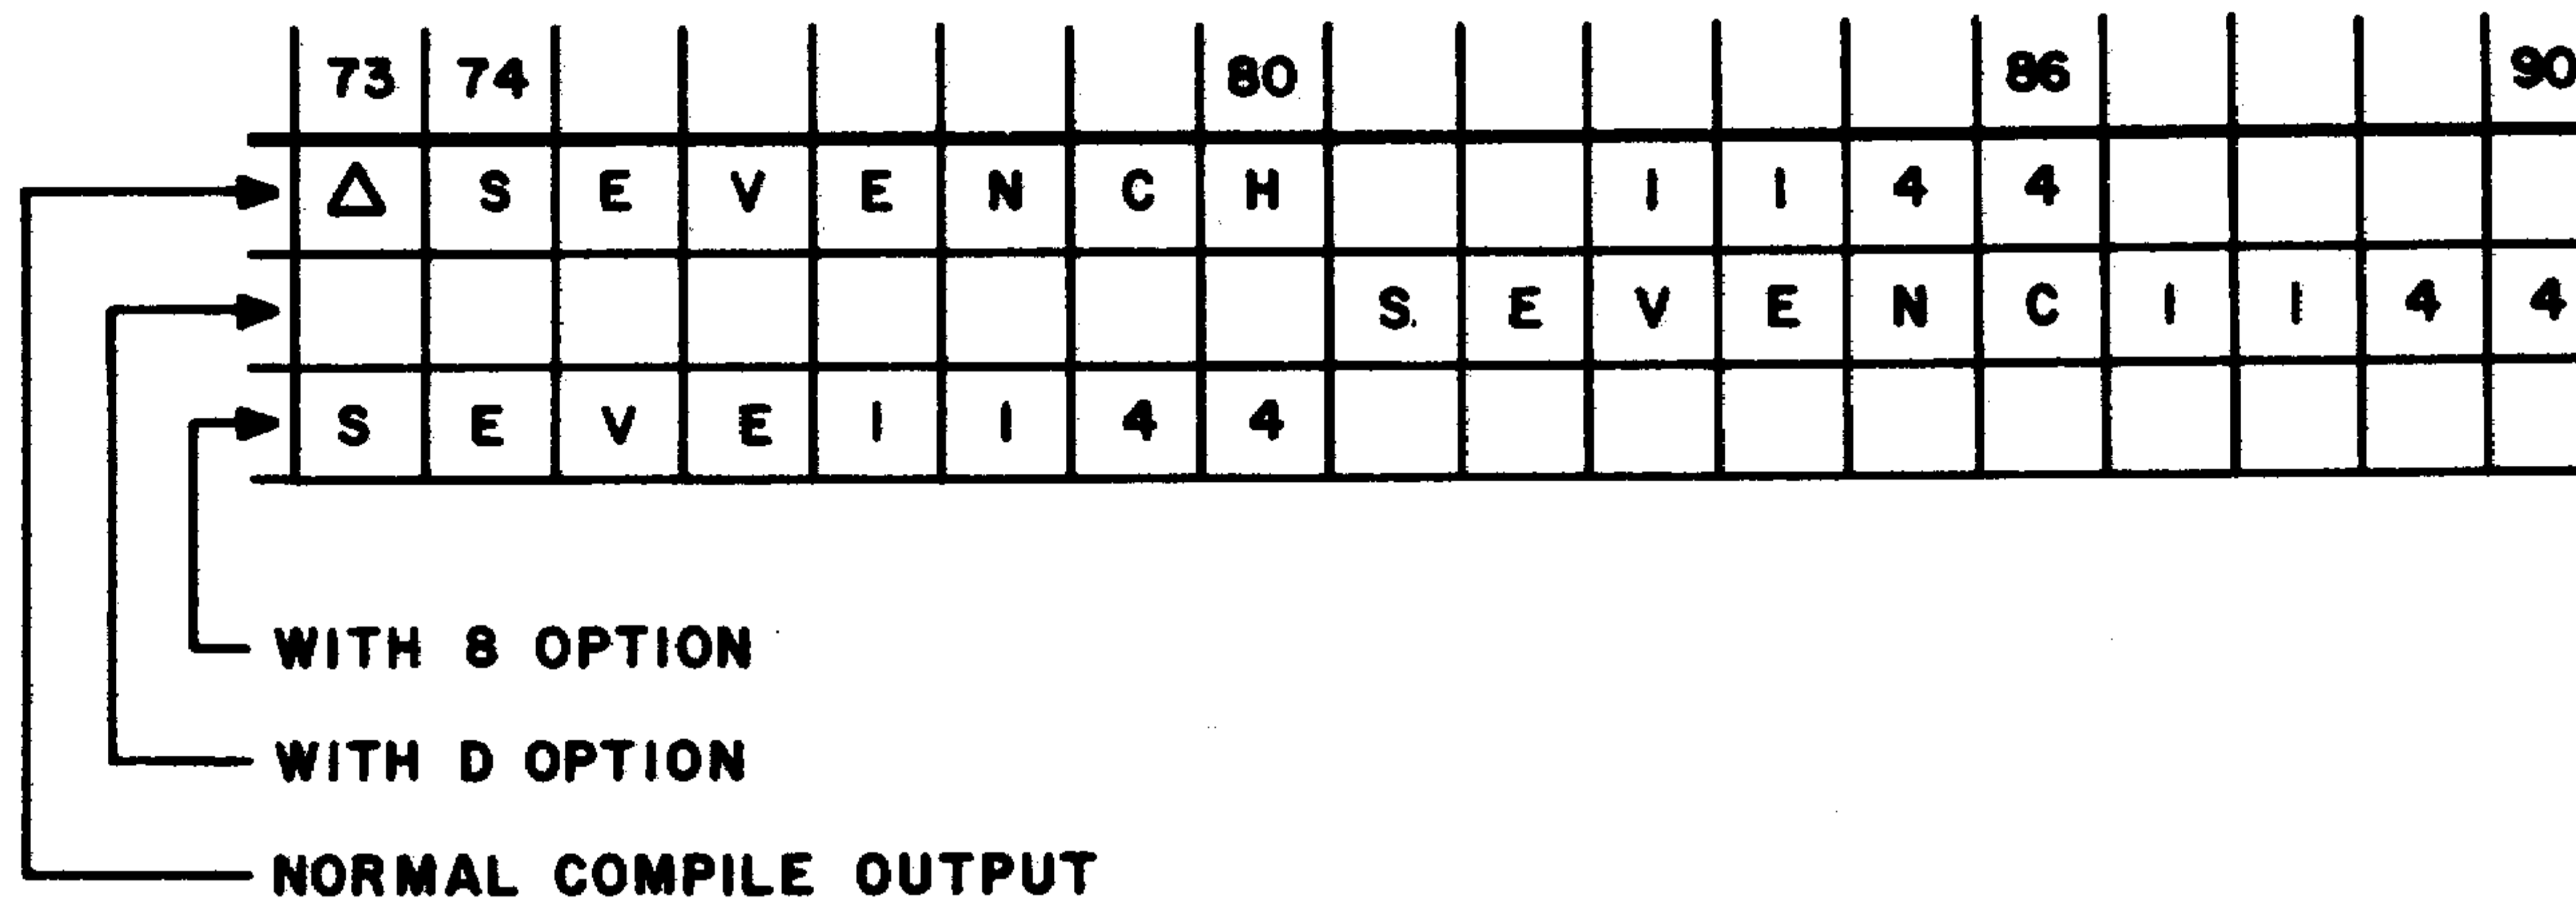 73 74 80 86 90
Δ S E V E N C H I I 4 4
S E V E N C I I 4 4
S E V E I I 4 4
WITH 8 OPTION
WITH D OPTION
NORMAL COMPILE OUTPUT